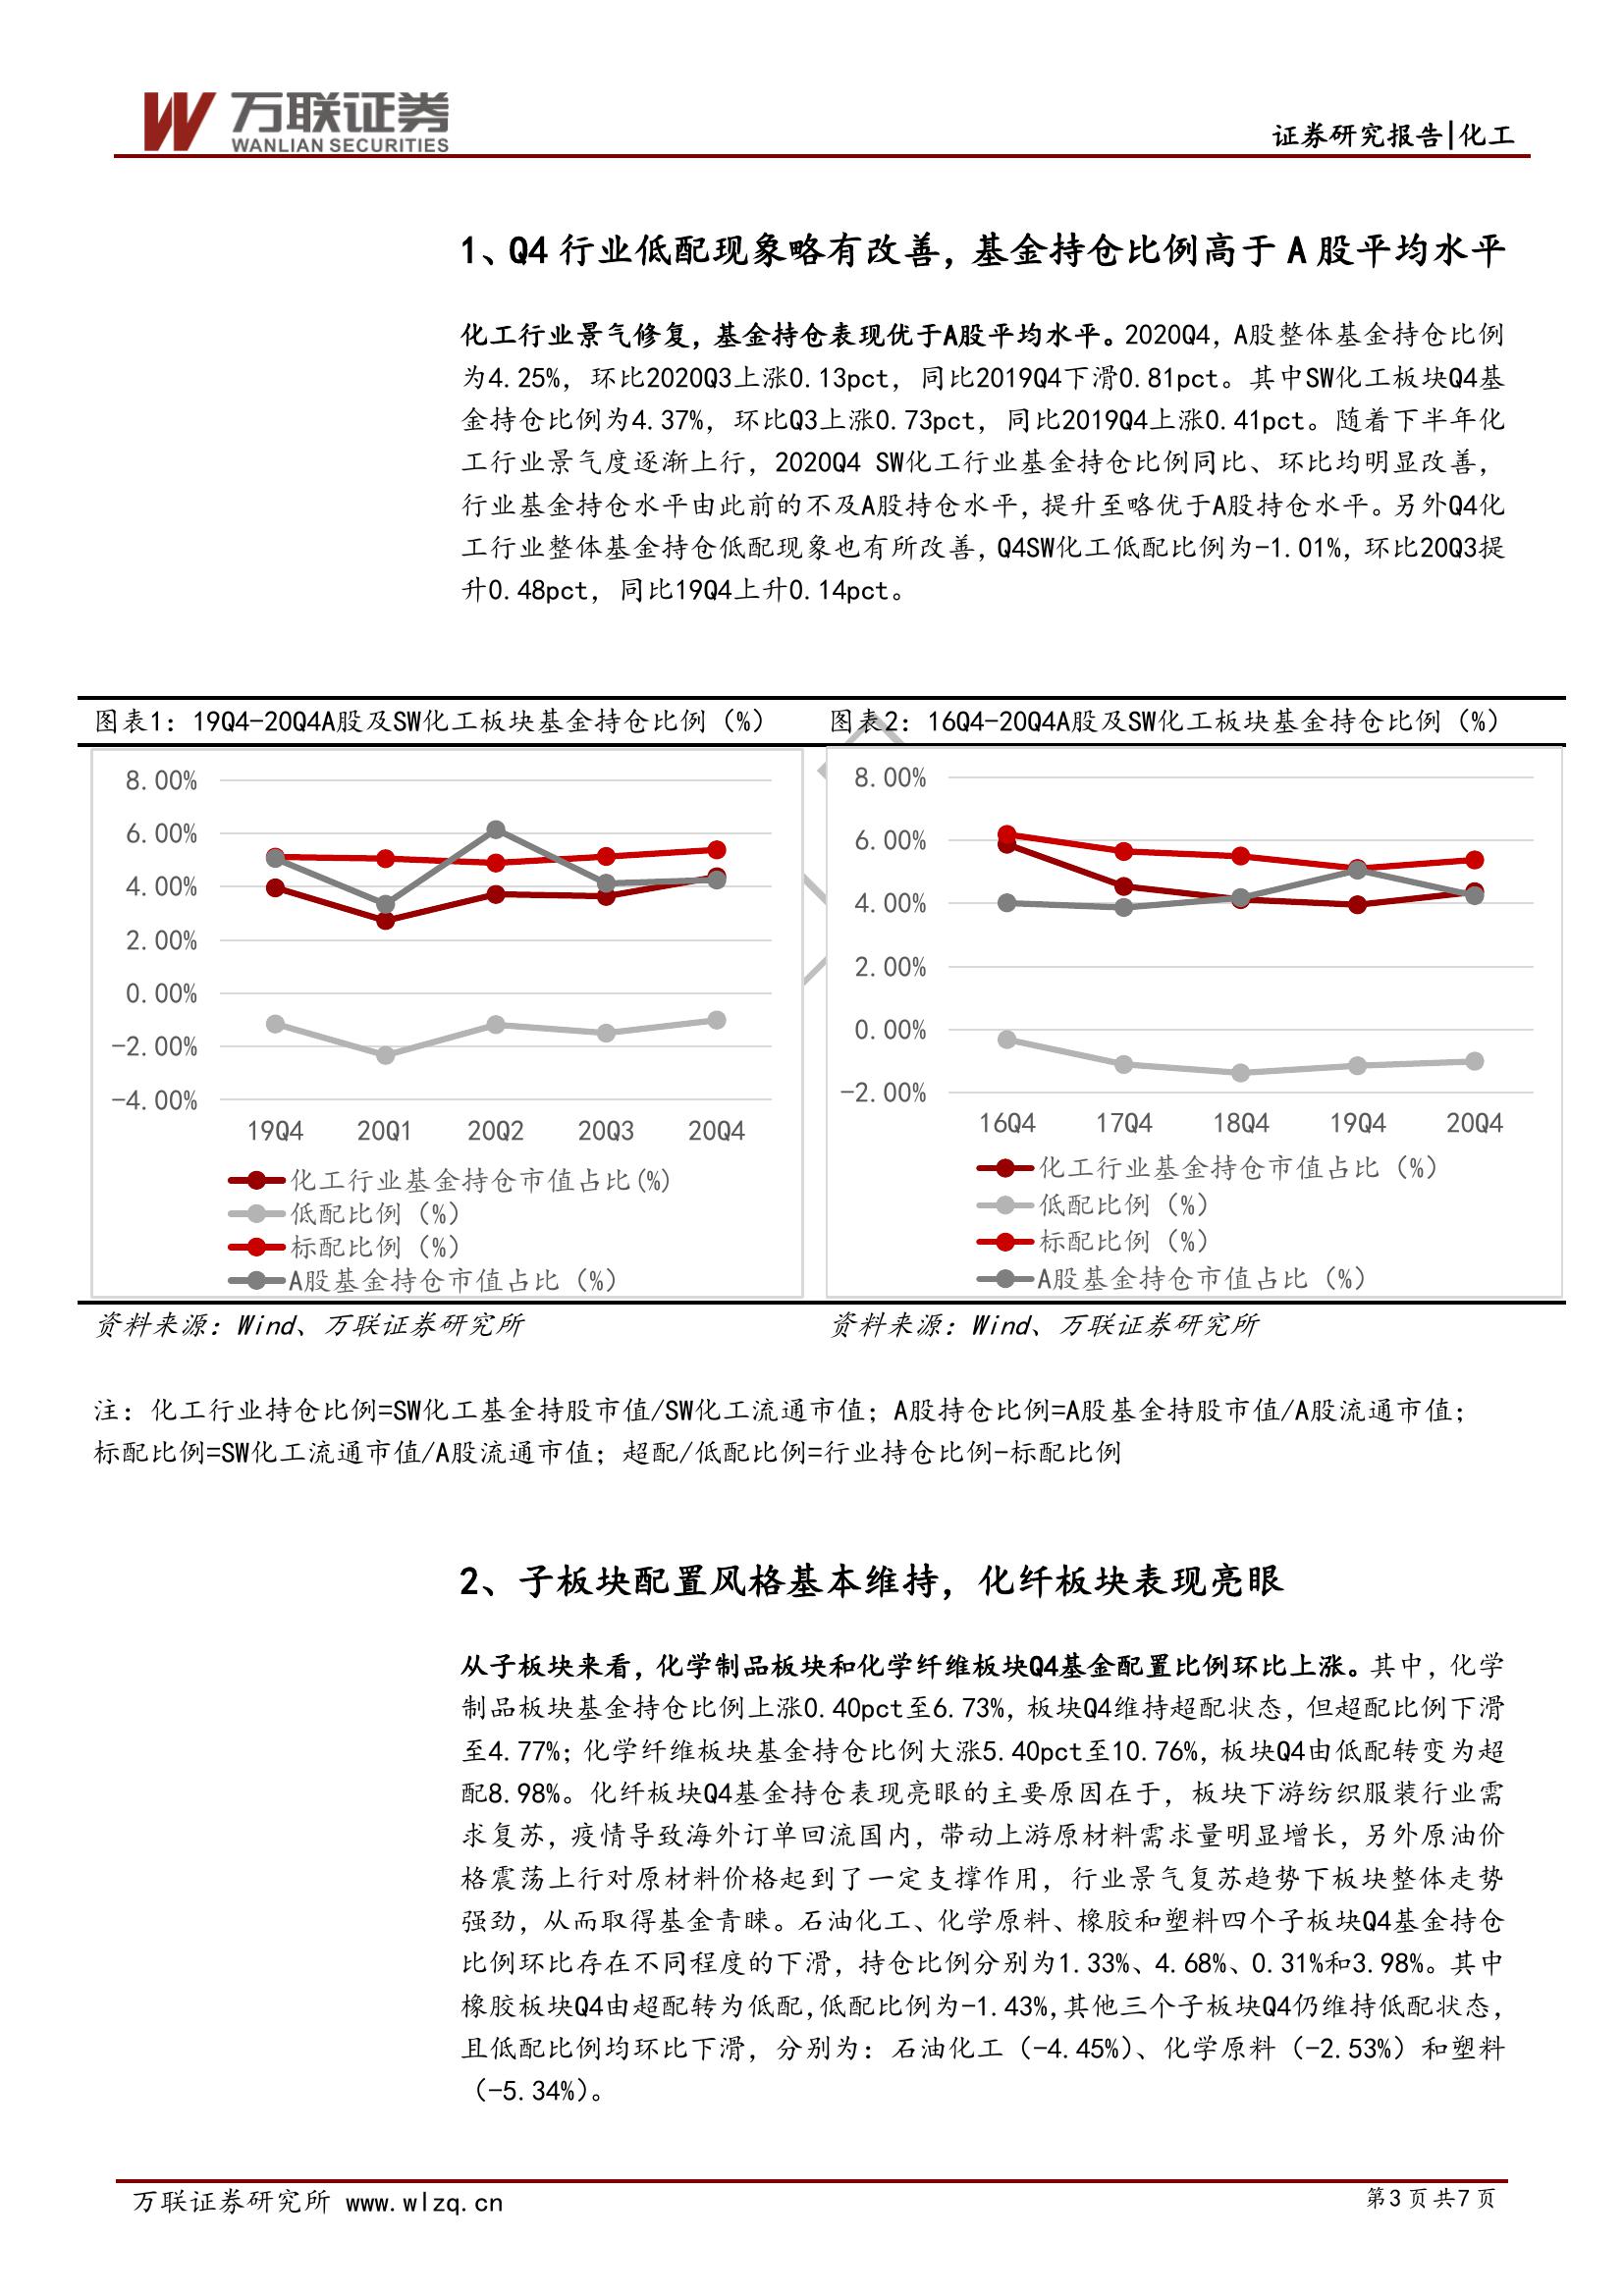 万联证券
WANLIAN SECURITIES
证券研究报告|化工
1、Q4 行业低配现象略有改善，基金持仓比例高于 A 股平均水平
化工行业景气修复，基金持仓表现优于A股平均水平。2020Q4，A股整体基金持仓比例
为4.25%，环比2020Q3上涨0.13pct，同比2019Q4下滑0.81pct。其中SW化工板块Q4基
金持仓比例为4.37%，环比Q3上涨0.73pct，同比2019Q4上涨0.41pct。随着下半年化
工行业景气度逐渐上行，2020Q4 SW化工行业基金持仓比例同比、环比均明显改善，
行业基金持仓水平由此前的不及A股持仓水平，提升至略优于A股持仓水平。另外Q4化
工行业整体基金持仓低配现象也有所改善，Q4SW化工低配比例为-1.01%，环比20Q3提
升0.48pct，同比19Q4上升0.14pct。
图表1：19Q4-20Q4A股及SW化工板块基金持仓比例（%）
8.00%
6.00%
4.00%
2.00%
0.00%
-2.00%
-4.00%
19Q4 20Q1 20Q2 20Q3 20Q4
化工行业基金持仓市值占比(%)
低配比例（%）
标配比例（%）
A股基金持仓市值占比（%）
资料来源：Wind、万联证券研究所
图表2：16Q4-20Q4A股及SW化工板块基金持仓比例（%）
8.00%
6.00%
4.00%
2.00%
0.00%
-2.00%
16Q4 17Q4 18Q4 19Q4 20Q4
化工行业基金持仓市值占比（%）
低配比例（%）
标配比例（%）
A股基金持仓市值占比（%）
资料来源：Wind、万联证券研究所
注：化工行业持仓比例=SW化工基金持股市值/SW化工流通市值；A股持仓比例=A股基金持股市值/A股流通市值；
标配比例=SW化工流通市值/A股流通市值；超配/低配比例=行业持仓比例-标配比例
2、子板块配置风格基本维持，化纤板块表现亮眼
从子板块来看，化学制品板块和化学纤维板块Q4基金配置比例环比上涨。其中，化学
制品板块基金持仓比例上涨0.40pct至6.73%，板块Q4维持超配状态，但超配比例下滑
至4.77%；化学纤维板块基金持仓比例大涨5.40pct至10.76%，板块Q4由低配转变为超
配8.98%。化纤板块Q4基金持仓表现亮眼的主要原因在于，板块下游纺织服装行业需
求复苏，疫情导致海外订单回流国内，带动上游原材料需求量明显增长，另外原油价
格震荡上行对原材料价格起到了一定支撑作用，行业景气复苏趋势下板块整体走势
强劲，从而取得基金青睐。石油化工、化学原料、橡胶和塑料四个子板块Q4基金持仓
比例环比存在不同程度的下滑，持仓比例分别为1.33%、4.68%、0.31%和3.98%。其中
橡胶板块Q4由超配转为低配，低配比例为-1.43%，其他三个子板块Q4仍维持低配状态，
且低配比例均环比下滑，分别为：石油化工（-4.45%）、化学原料（-2.53%）和塑料
（-5.34%）。
万联证券研究所 www.wlzq.cn
第3页共7页